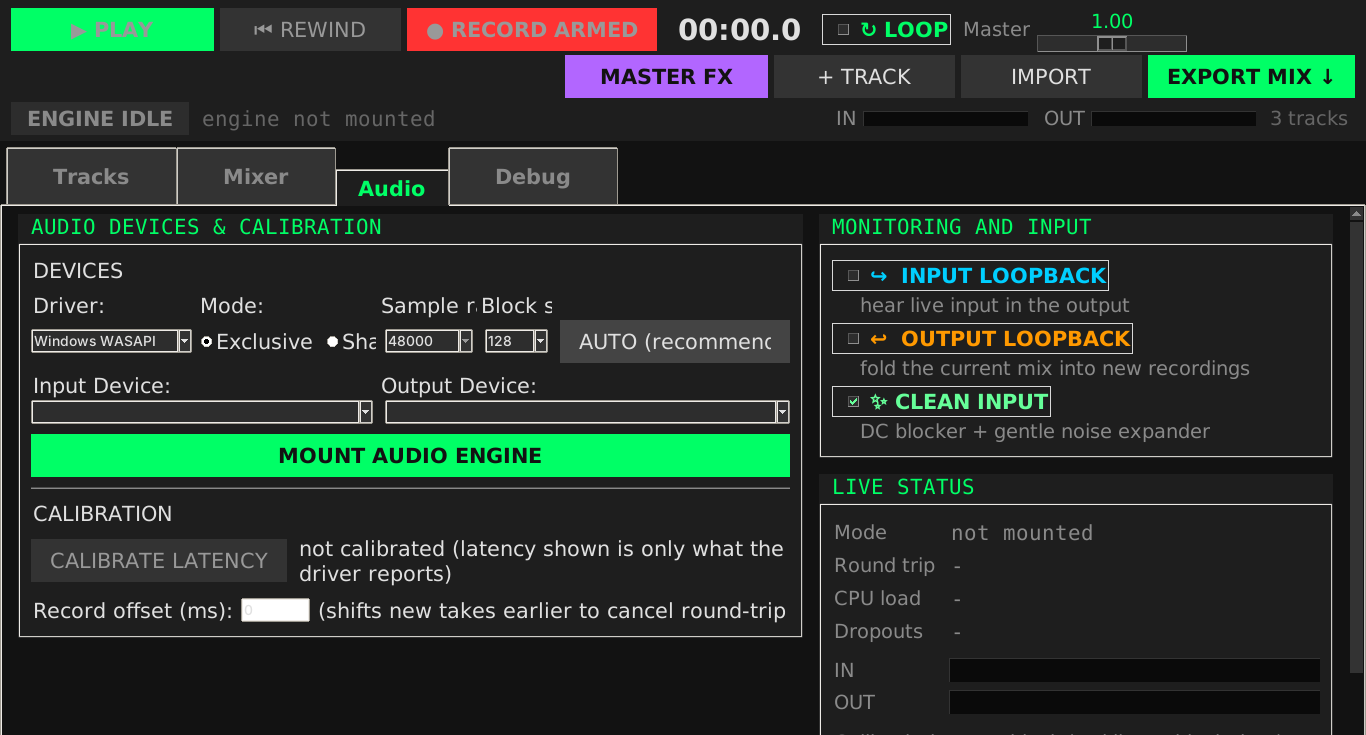 ▶ PLAY
⏮ REWIND
● RECORD ARMED
00:00.0
↻ LOOP
Master
1.00
MASTER FX
+ TRACK
IMPORT
EXPORT MIX ↓
ENGINE IDLE
engine not mounted
IN
OUT
3 tracks
Tracks
Mixer
Audio
Debug
AUDIO DEVICES & CALIBRATION
DEVICES
Driver:
Mode:
Sample r
Block s
Windows WASAPI
Exclusive
Sha
48000
128
AUTO (recommenc
Input Device:
Output Device:
MOUNT AUDIO ENGINE
CALIBRATION
CALIBRATE LATENCY
not calibrated (latency shown is only what the
driver reports)
Record offset (ms):
0
(shifts new takes earlier to cancel round-trip
MONITORING AND INPUT
↪ INPUT LOOPBACK
hear live input in the output
↩ OUTPUT LOOPBACK
fold the current mix into new recordings
✨ CLEAN INPUT
DC blocker + gentle noise expander
LIVE STATUS
Mode
not mounted
Round trip
-
CPU load
-
Dropouts
-
IN
OUT